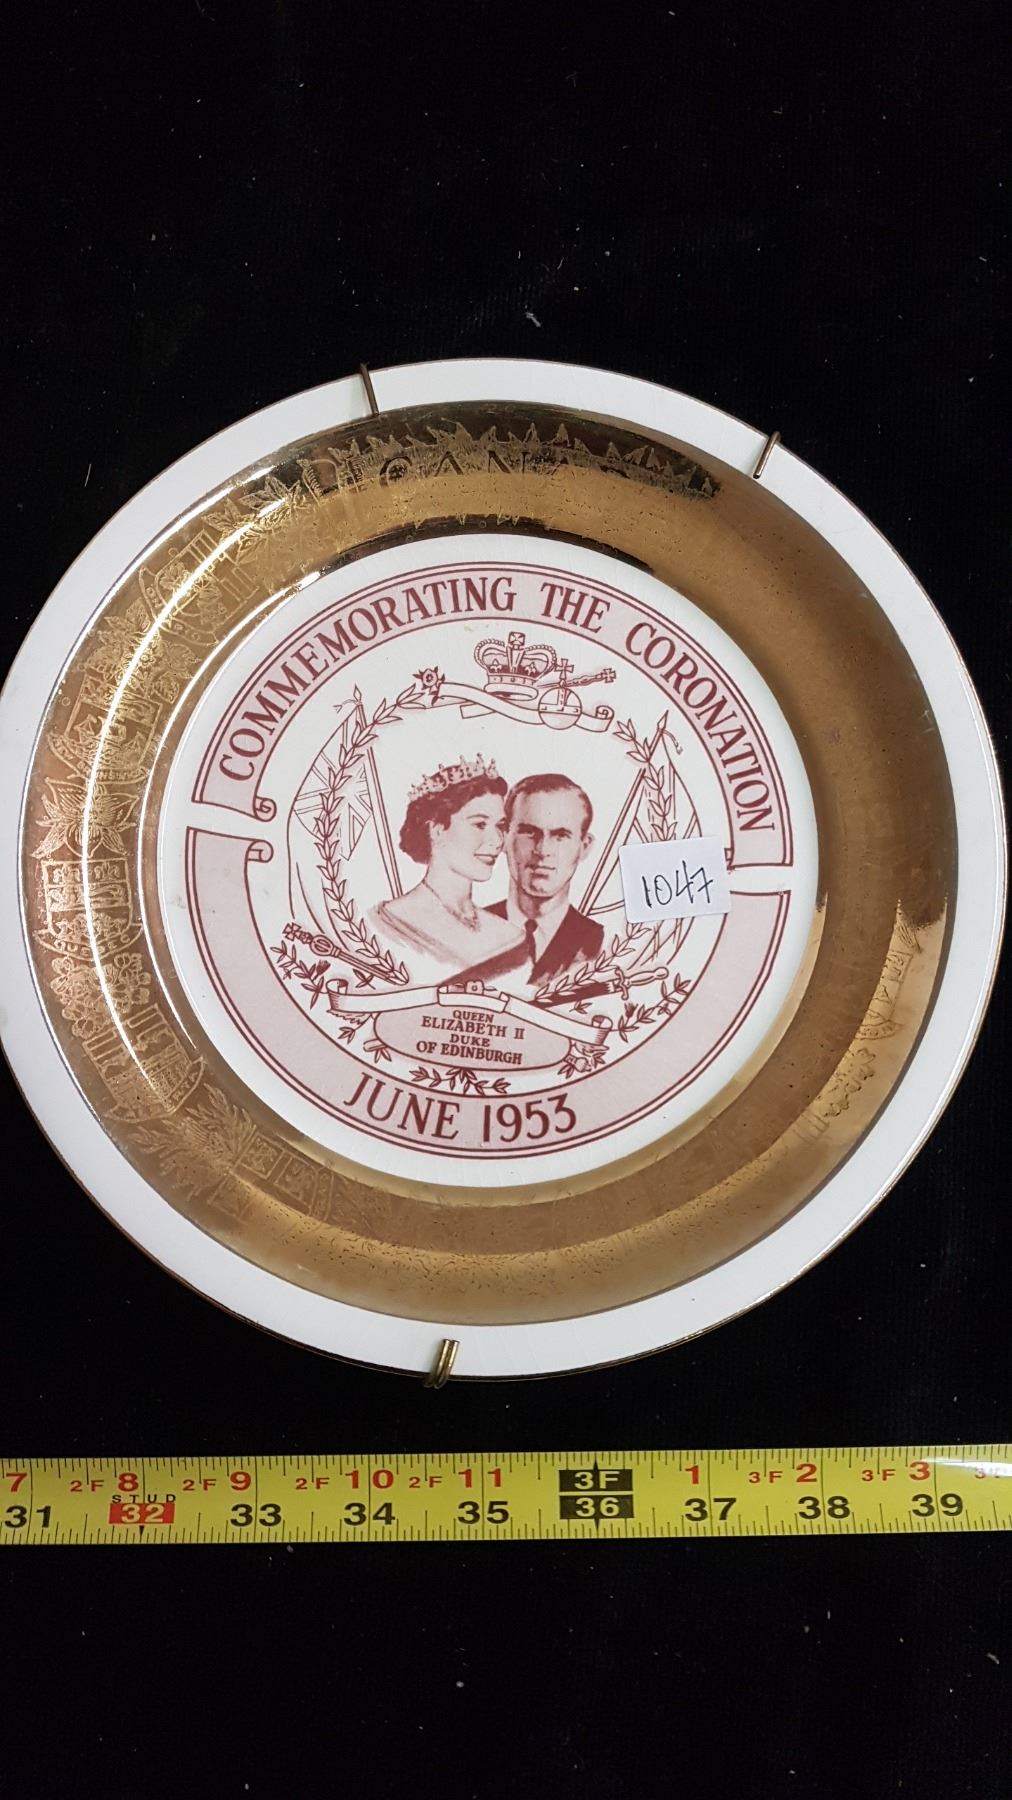 CANADA
COMMEMORATING THE CORONATION
1047
QUEEN
ELIZABETH II
DUKE
OF EDINBURGH
JUNE 1953
7 2F 8 2F 9 2F 10 2F 11 3F 1 3F 2 3F 3
STUD
31 32 33 34 35 36 37 38 39